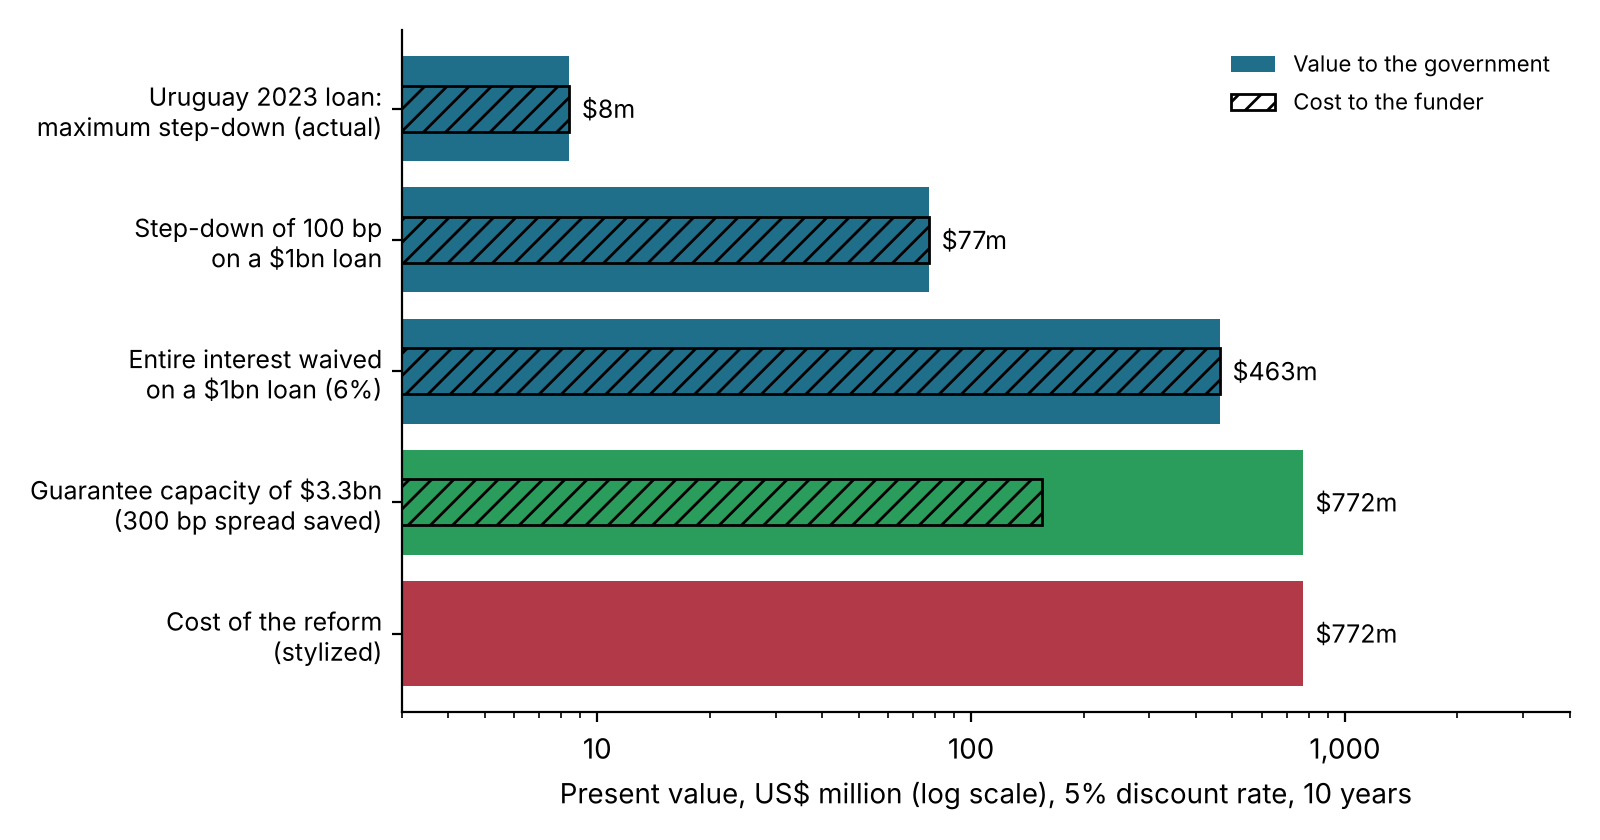 Value to the government
Cost to the funder
Uruguay 2023 loan:
maximum step-down (actual)
$8m
Step-down of 100 bp
on a $1bn loan
$77m
Entire interest waived
on a $1bn loan (6%)
$463m
Guarantee capacity of $3.3bn
(300 bp spread saved)
$772m
Cost of the reform
(stylized)
$772m
10
100
1,000
Present value, US$ million (log scale), 5% discount rate, 10 years